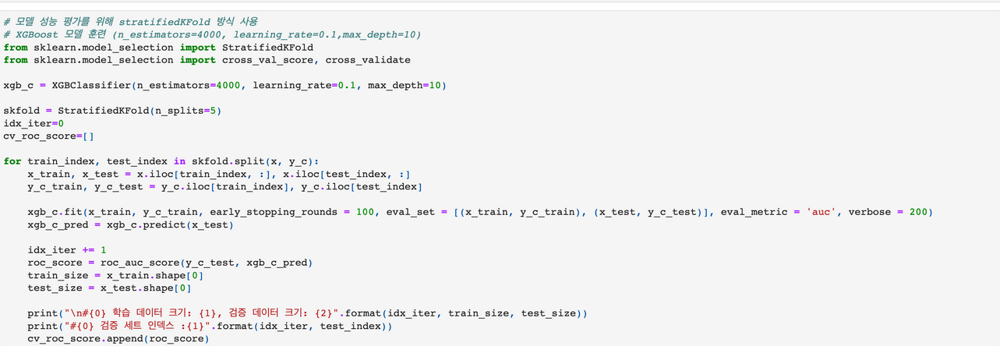 # 모델 성능 평가를 위해 stratifiedKFold 방식 사용
# XGBoost 모델 훈련 (n_estimators=4000, learning_rate=0.1,max_depth=10)
from sklearn.model_selection import StratifiedKFold
from sklearn.model_selection import cross_val_score, cross_validate

xgb_c = XGBClassifier(n_estimators=4000, learning_rate=0.1, max_depth=10)

skfold = StratifiedKFold(n_splits=5)
idx_iter=0
cv_roc_score=[]

for train_index, test_index in skfold.split(x, y_c):
    x_train, x_test = x.iloc[train_index, :], x.iloc[test_index, :]
    y_c_train, y_c_test = y_c.iloc[train_index], y_c.iloc[test_index]

    xgb_c.fit(x_train, y_c_train, early_stopping_rounds = 100, eval_set = [(x_train, y_c_train), (x_test, y_c_test)], eval_metric = 'auc', verbose = 200)
    xgb_c_pred = xgb_c.predict(x_test)

    idx_iter += 1
    roc_score = roc_auc_score(y_c_test, xgb_c_pred)
    train_size = x_train.shape[0]
    test_size = x_test.shape[0]

    print("\n#{0} 학습 데이터 크기: {1}, 검증 데이터 크기: {2}".format(idx_iter, train_size, test_size))
    print("#{0} 검증 세트 인덱스 :{1}".format(idx_iter, test_index))
    cv_roc_score.append(roc_score)